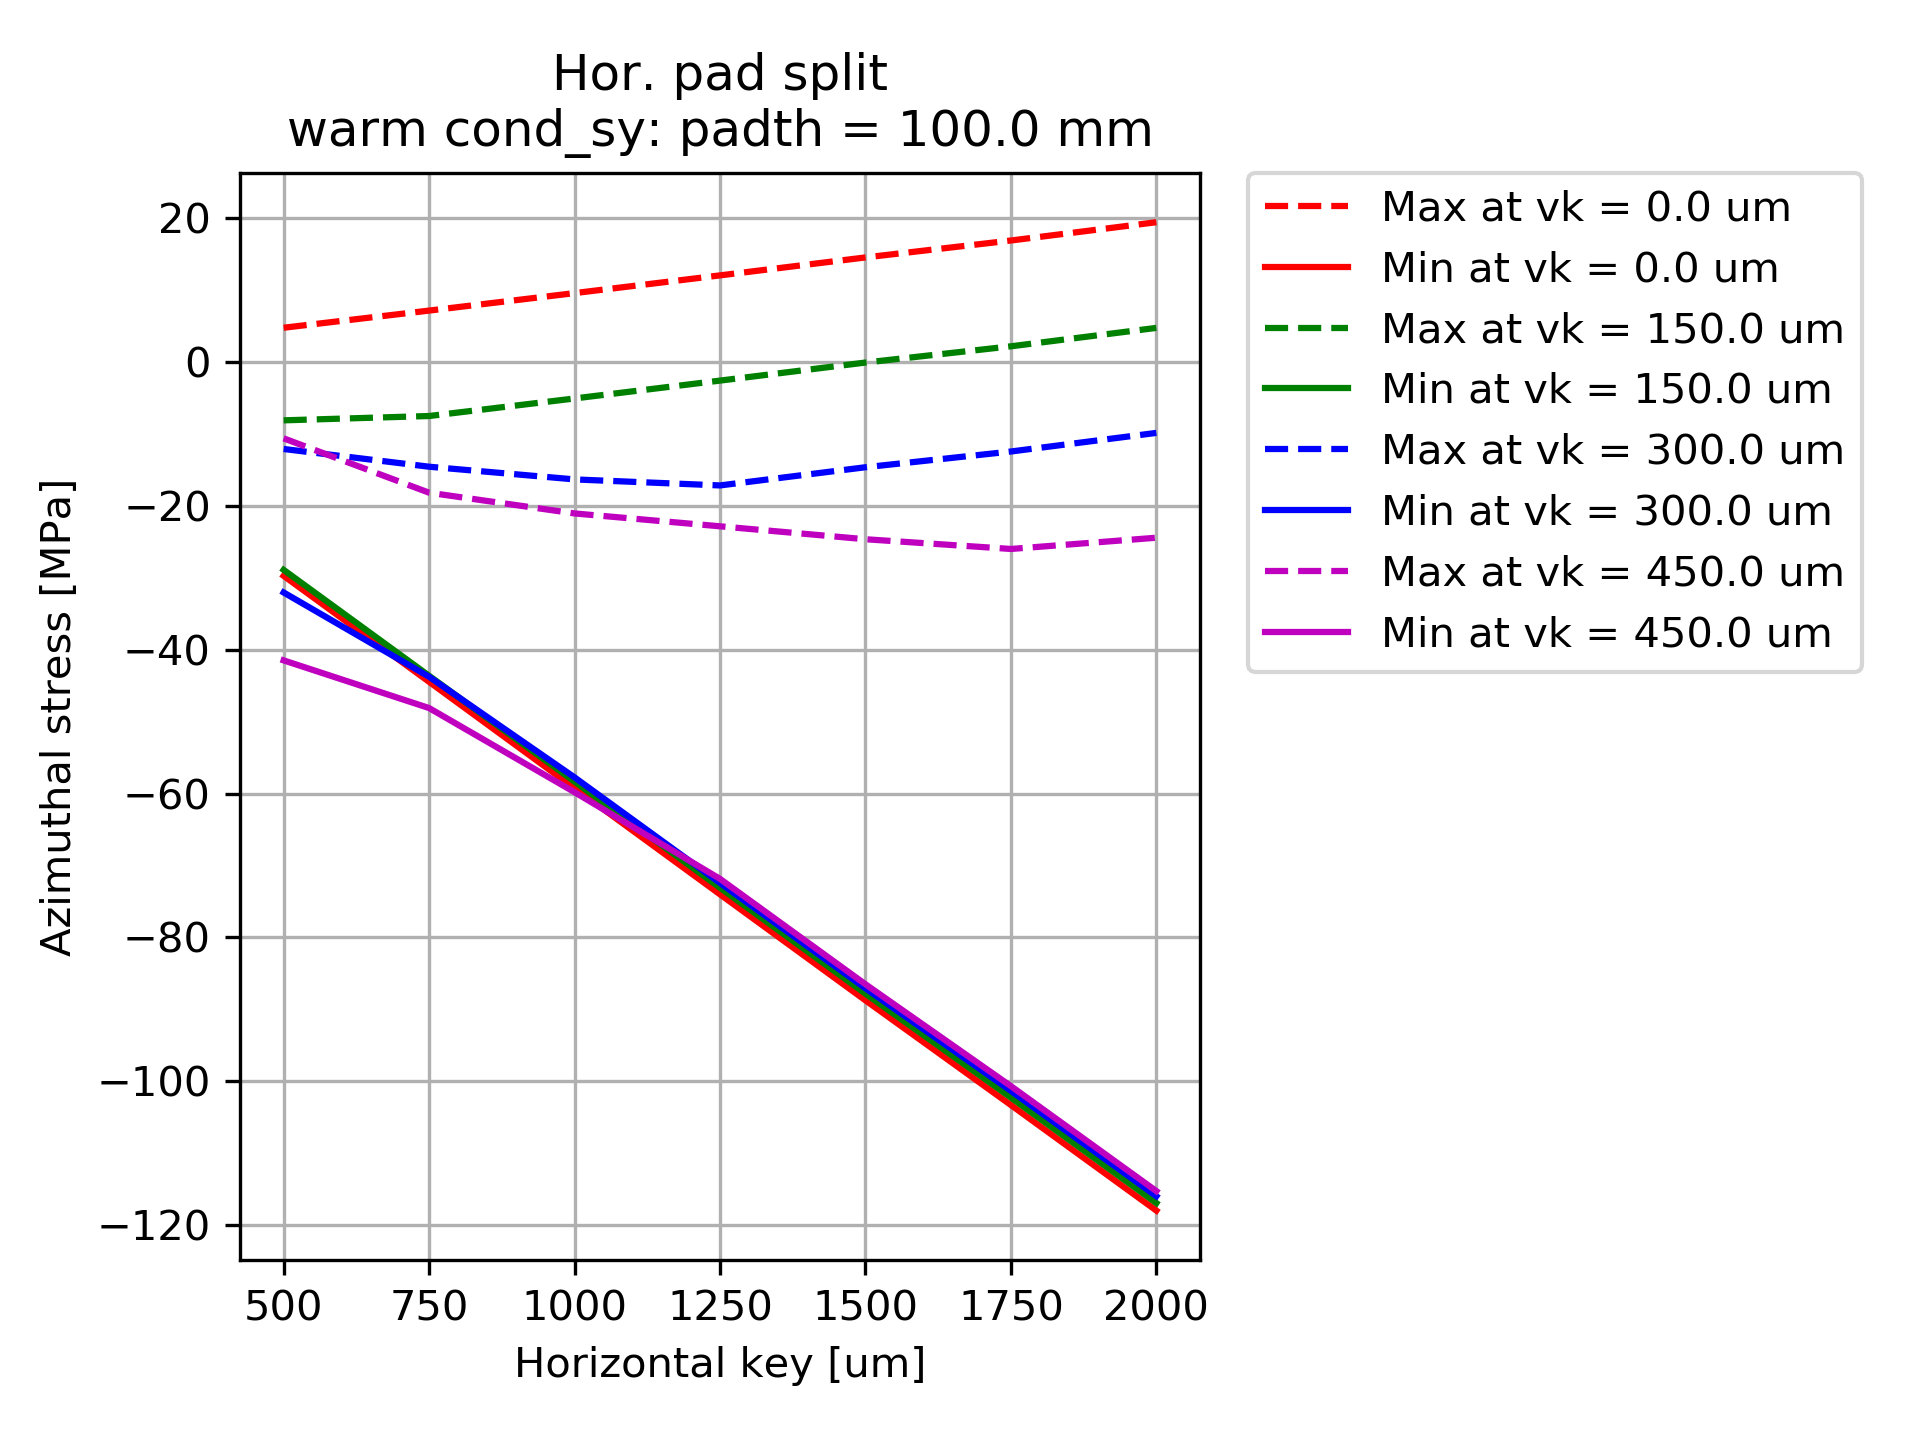 Hor. pad split
warm cond_sy: padth = 100.0 mm
20
0
−20
−40
−60
−80
−100
−120
Azimuthal stress [MPa]
500 750 1000 1250 1500 1750 2000
Horizontal key [um]
Max at vk = 0.0 um
Min at vk = 0.0 um
Max at vk = 150.0 um
Min at vk = 150.0 um
Max at vk = 300.0 um
Min at vk = 300.0 um
Max at vk = 450.0 um
Min at vk = 450.0 um